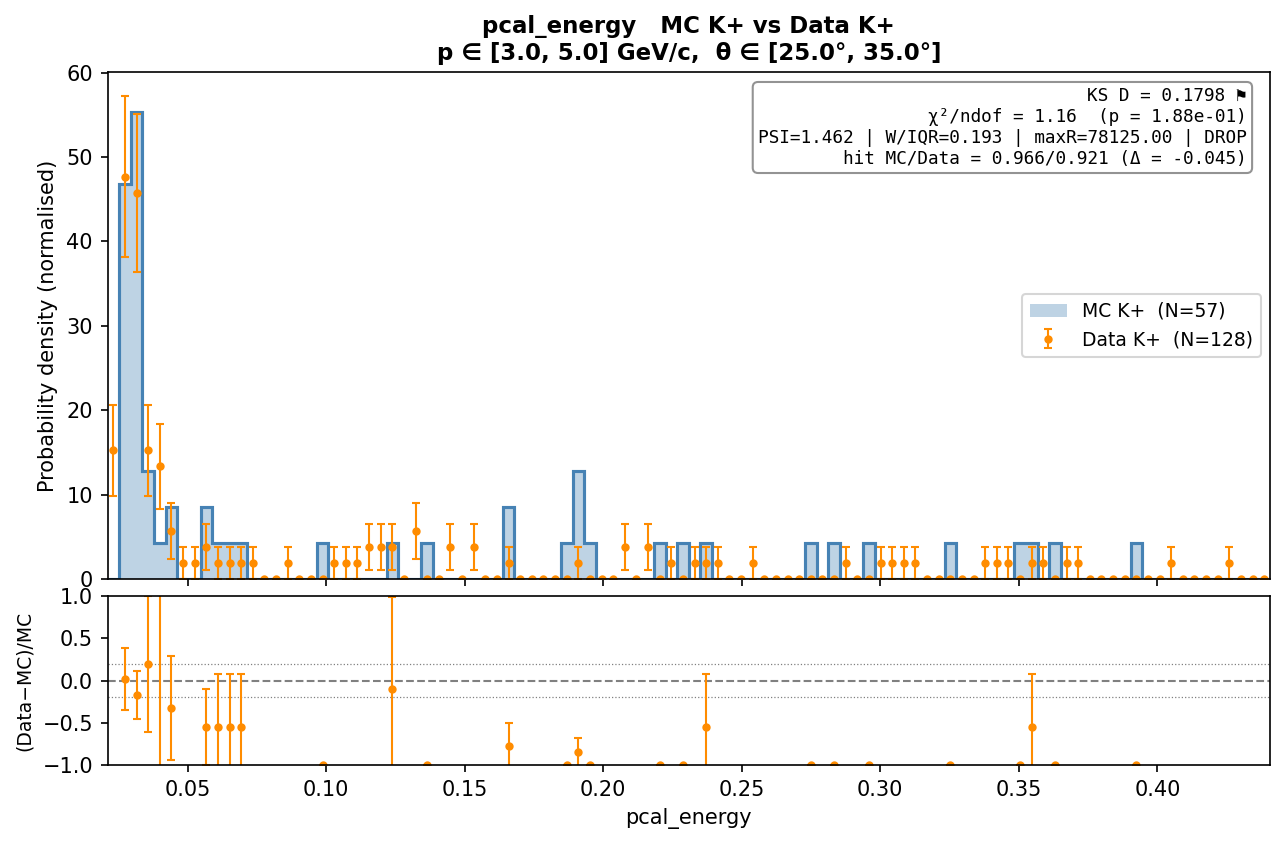 pcal_energy   MC K+ vs Data K+
p ∈ [3.0, 5.0] GeV/c,  θ ∈ [25.0°, 35.0°]
KS D = 0.1798 ⚑
χ²/ndof = 1.16  (p = 1.88e-01)
PSI=1.462 | W/IQR=0.193 | maxR=78125.00 | DROP
hit MC/Data = 0.966/0.921 (Δ = -0.045)
MC K+  (N=57)
Data K+  (N=128)
Probability density (normalised)
60
50
40
30
20
10
0
(Data−MC)/MC
1.0
0.5
0.0
−0.5
−1.0
0.05 0.10 0.15 0.20 0.25 0.30 0.35 0.40
pcal_energy